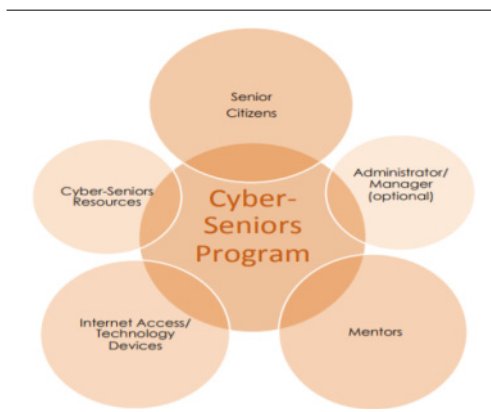 Senior
Citizens
Cyber-Seniors
Resources
Administrator/
Manager
(optional)
Cyber-
Seniors
Program
Internet Access/
Technology
Devices
Mentors